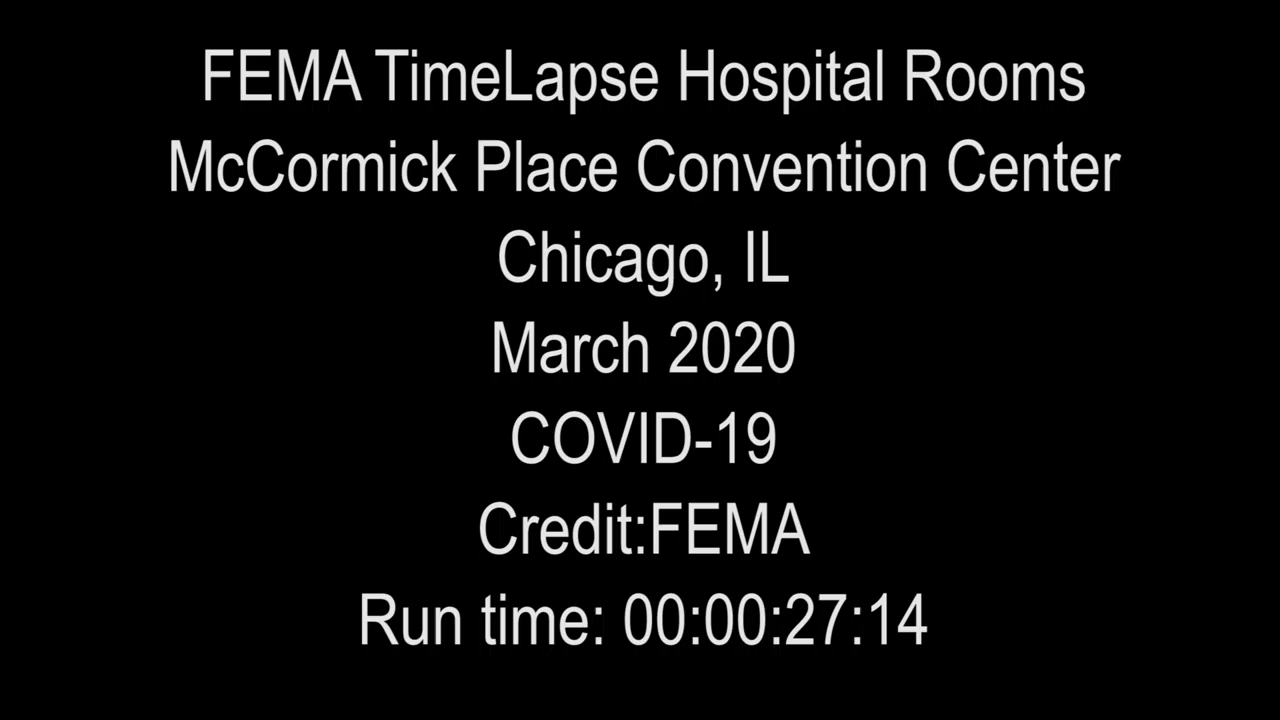 FEMA TimeLapse Hospital Rooms
McCormick Place Convention Center
Chicago, IL
March 2020
COVID-19
Credit:FEMA
Run time: 00:00:27:14